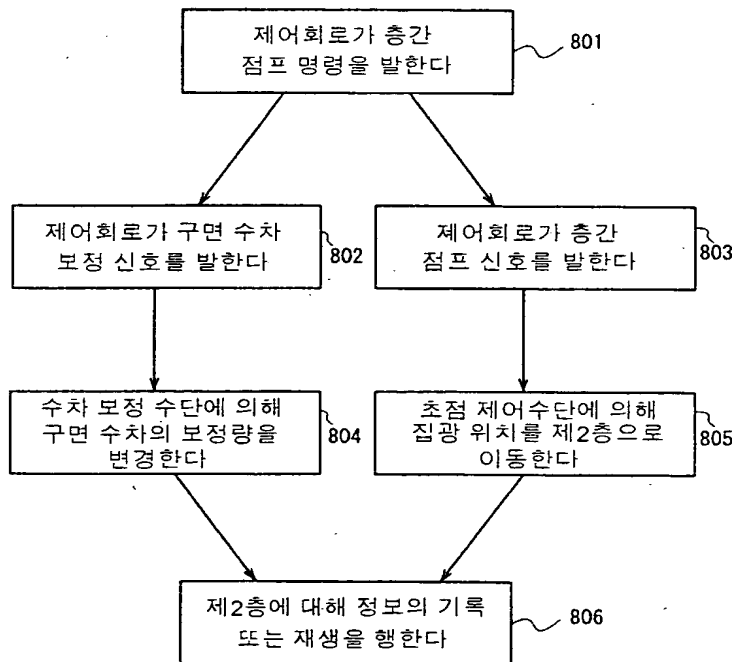 제어회로가 층간
점프 명령을 발한다
801
제어회로가 구면 수차
보정 신호를 발한다
802
제어회로가 층간
점프 신호를 발한다
803
수차 보정 수단에 의해
구면 수차의 보정량을
변경한다
804
초점 제어수단에 의해
집광 위치를 제2층으로
이동한다
805
제2층에 대해 정보의 기록
또는 재생을 행한다
806